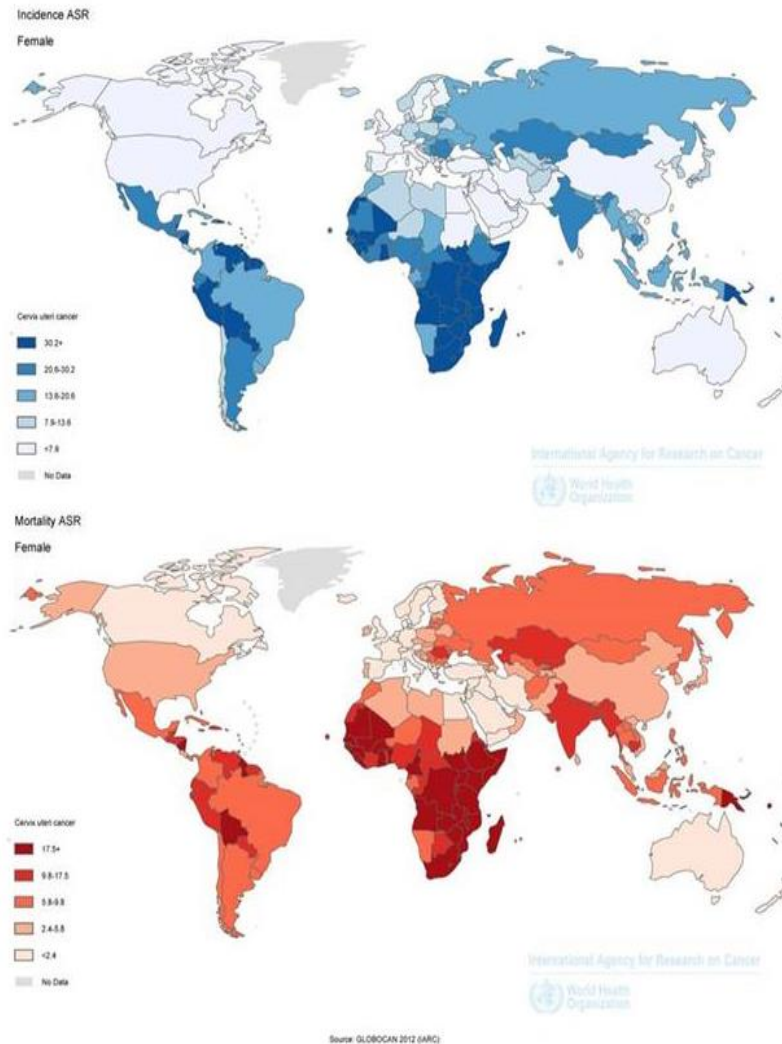 Incidence ASR
Female
Cervix uteri cancer
30.2+
20.6-30.2
13.6-20.6
7.9-13.6
<7.9
No Data
International Agency for Research on Cancer
World Health
Organization
Mortality ASR
Female
Cervix uteri cancer
17.5+
9.8-17.5
5.8-9.8
2.4-5.8
<2.4
No Data
International Agency for Research on Cancer
World Health
Organization
Source: GLOBOCAN 2012 (IARC)